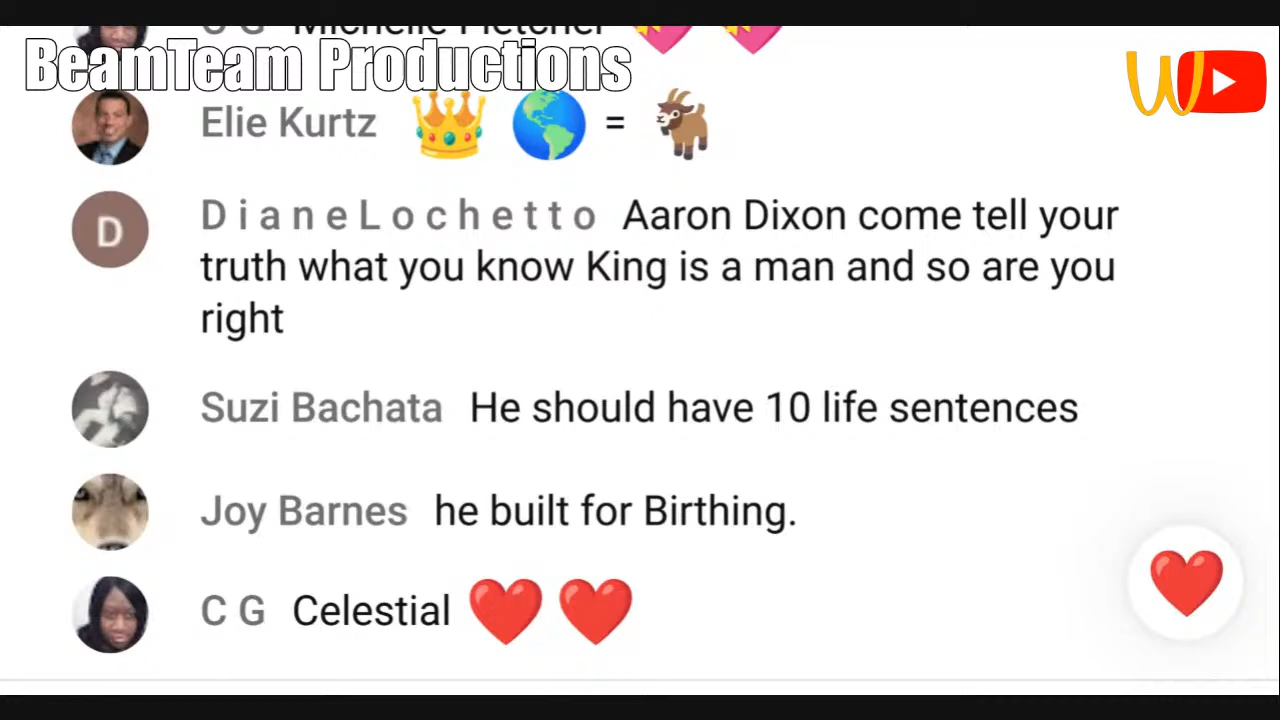 C G Michelle Fletcher
BeamTeam Productions
W
Elie Kurtz 👑 🌎 = 🐐
D
D i a n e L o c h e t t o Aaron Dixon come tell your
truth what you know King is a man and so are you
right
Suzi Bachata He should have 10 life sentences
Joy Barnes he built for Birthing.
C G Celestial ❤️ ❤️